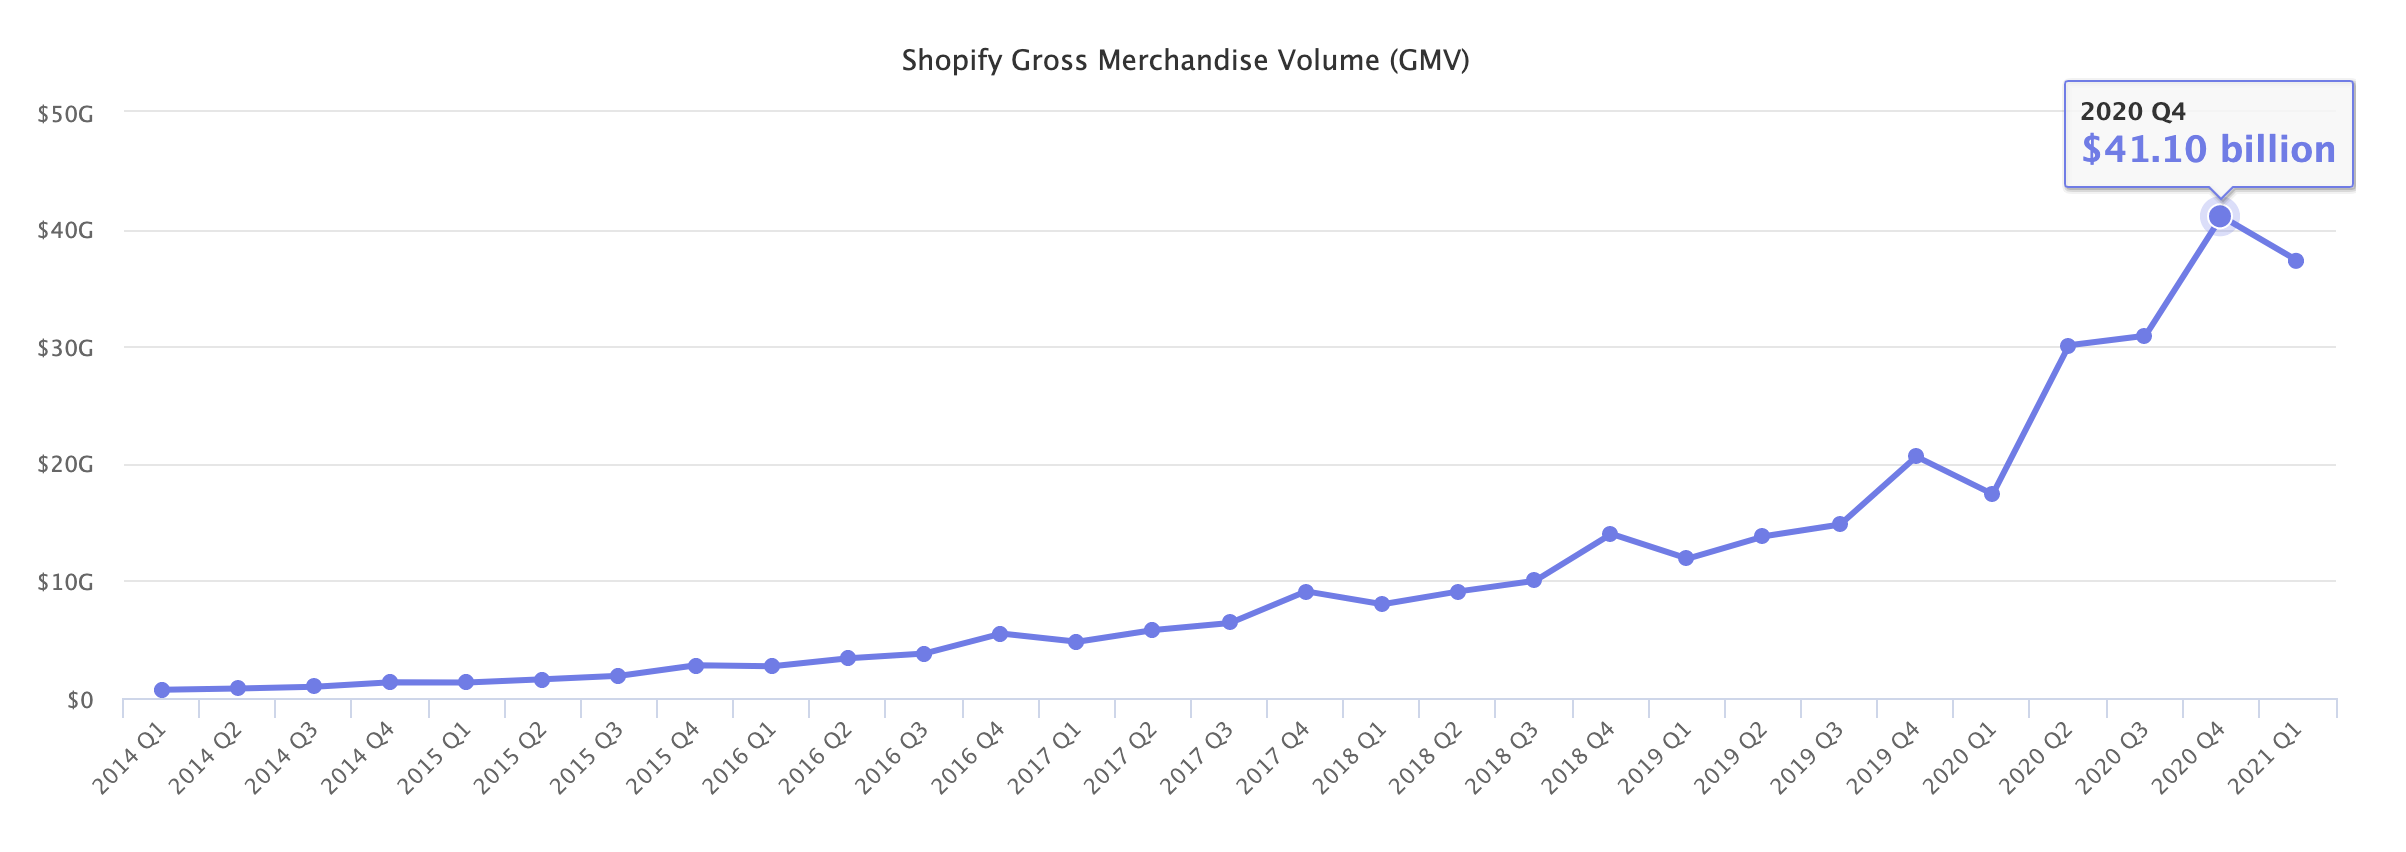 Shopify Gross Merchandise Volume (GMV)
2020 Q4
$41.10 billion
$50G
$40G
$30G
$20G
$10G
$0
2014 Q1
2014 Q2
2014 Q3
2014 Q4
2015 Q1
2015 Q2
2015 Q3
2015 Q4
2016 Q1
2016 Q2
2016 Q3
2016 Q4
2017 Q1
2017 Q2
2017 Q3
2017 Q4
2018 Q1
2018 Q2
2018 Q3
2018 Q4
2019 Q1
2019 Q2
2019 Q3
2019 Q4
2020 Q1
2020 Q2
2020 Q3
2020 Q4
2021 Q1